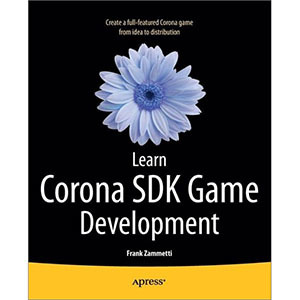 Create a full-featured Corona game
from idea to distribution
Learn
Corona SDK Game
Development
Frank Zammetti
Apress®